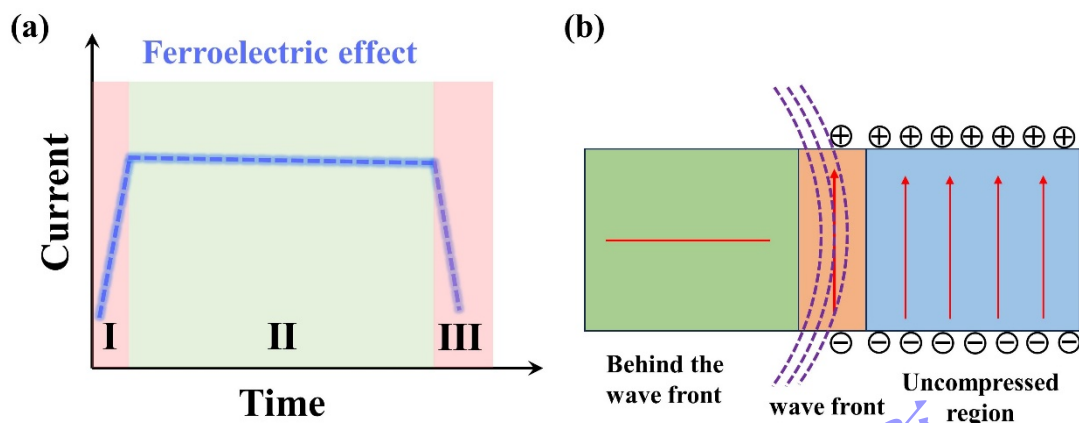 (a)
Ferroelectric effect
Current
I
II
III
Time
(b)
Behind the
wave front
wave front
Uncompressed
region